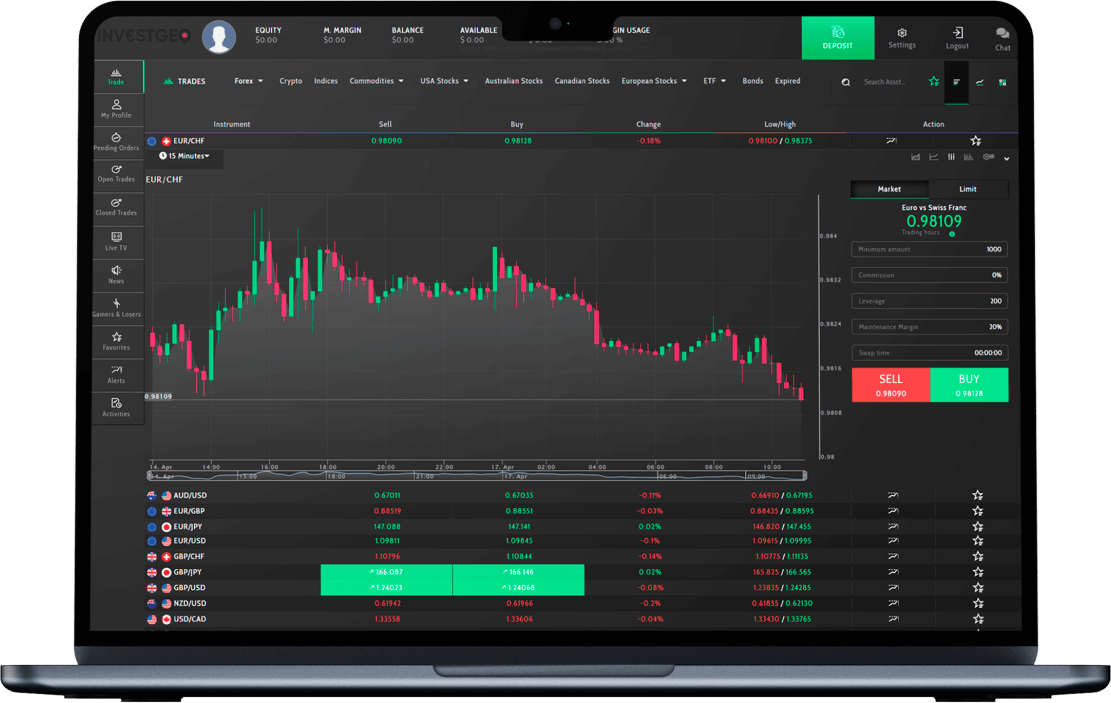 INVESTGEO
EQUITY
$0.00
M. MARGIN
$0.00
BALANCE
$0.00
AVAILABLE
$ 0.00
GIN USAGE
DEPOSIT
Settings
Logout
Chat
Trade
My Profile
Pending Orders
Open Trades
Closed Trades
Live TV
News
Gainers & Losers
Favorites
Alerts
Activities
TRADES Forex Crypto Indices Commodities USA Stocks Australian Stocks Canadian Stocks European Stocks ETF Bonds Expired Search Asset...
Instrument Sell Buy Change Low/High Action
EUR/CHF 0.98090 0.98128 -0.18% 0.98100 / 0.98375
15 Minutes
EUR/CHF
0.984
0.9832
0.9824
0.9816
0.9808
0.98
0.98109
14. Apr 14:00 16:00 18:00 20:00 22:00 17. Apr 02:00 04:00 06:00 08:00 10:00
15:00 18:00 21:00 17. Apr 06:00 09:00
Market Limit
Euro vs Swiss Franc
0.98109
Trading hours
Minimum amount 1000
Commission 0%
Leverage 200
Maintenance Margin 20%
Swap time 00:00:00
SELL BUY
0.98090 0.98128
AUD/USD 0.67011 0.67035 -0.11% 0.66910 / 0.67195
EUR/GBP 0.88519 0.88551 -0.03% 0.88435 / 0.88595
EUR/JPY 147.088 147.141 0.02% 146.820 / 147.455
EUR/USD 1.09811 1.09845 -0.1% 1.09615 / 1.09995
GBP/CHF 1.10796 1.10844 -0.14% 1.10775 / 1.11135
GBP/JPY 166.087 166.146 0.02% 165.825 / 166.565
GBP/USD 1.24023 1.24068 -0.08% 1.23835 / 1.24285
NZD/USD 0.61942 0.61966 -0.2% 0.61855 / 0.62130
USD/CAD 1.33558 1.33606 -0.04% 1.33430 / 1.33765